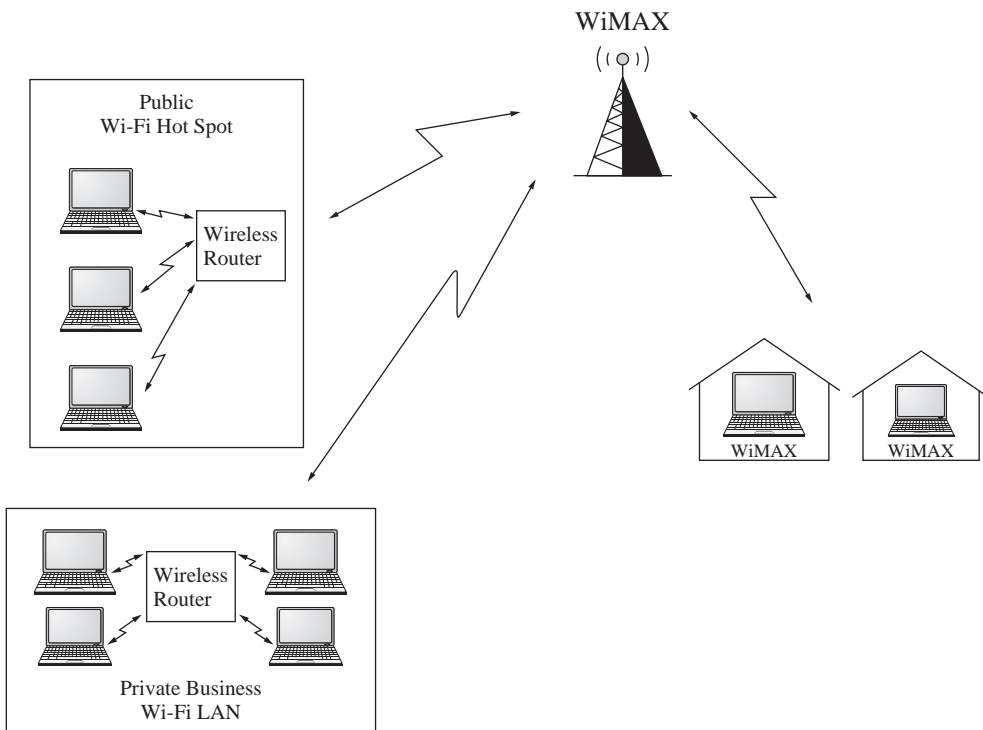 WiMAX
Public
Wi-Fi Hot Spot
Wireless
Router
WiMAX
WiMAX
Wireless
Router
Private Business
Wi-Fi LAN